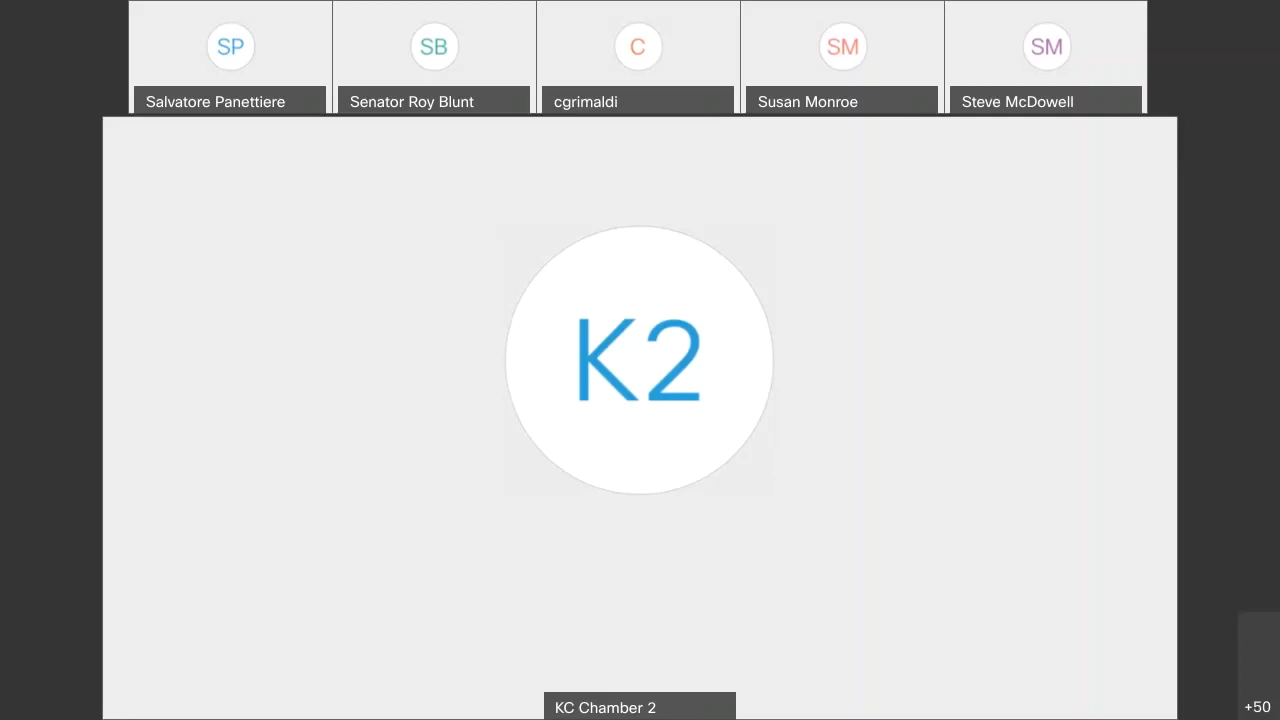 SP
SB
C
SM
SM
Salvatore Panettiere
Senator Roy Blunt
cgrimaldi
Susan Monroe
Steve McDowell
K2
KC Chamber 2
+50